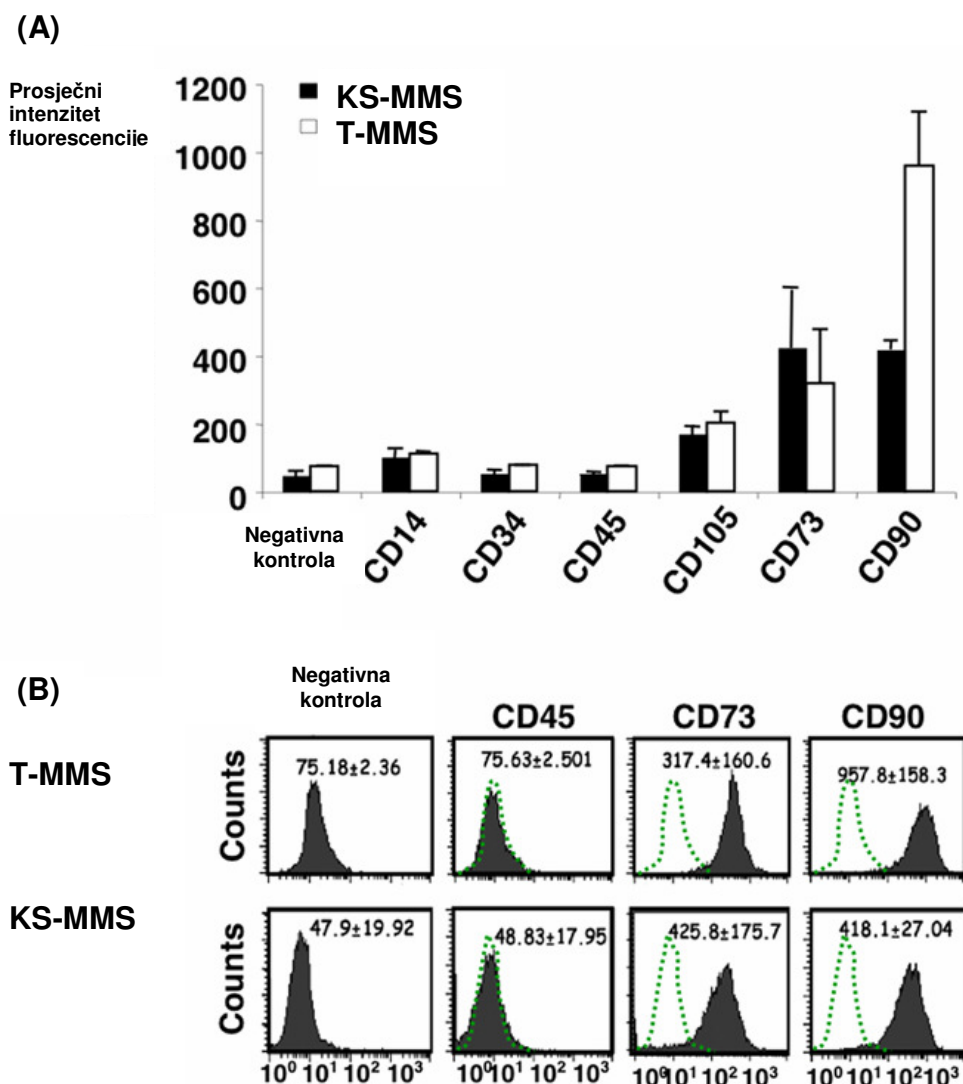 (A)
Prosječni
intenzitet
fluorescencije
1200
1000
800
600
400
200
0
KS-MMS
T-MMS
Negativna
kontrola
CD14
CD34
CD45
CD105
CD73
CD90
(B)
Negativna
kontrola
CD45
CD73
CD90
T-MMS
Counts
75.18±2.36
75.63±2.501
317.4±160.6
957.8±158.3
KS-MMS
Counts
47.9±19.92
48.83±17.95
425.8±175.7
418.1±27.04
10⁰ 10¹ 10² 10³
10⁰ 10¹ 10² 10³
10⁰ 10¹ 10² 10³
10⁰ 10¹ 10² 10³